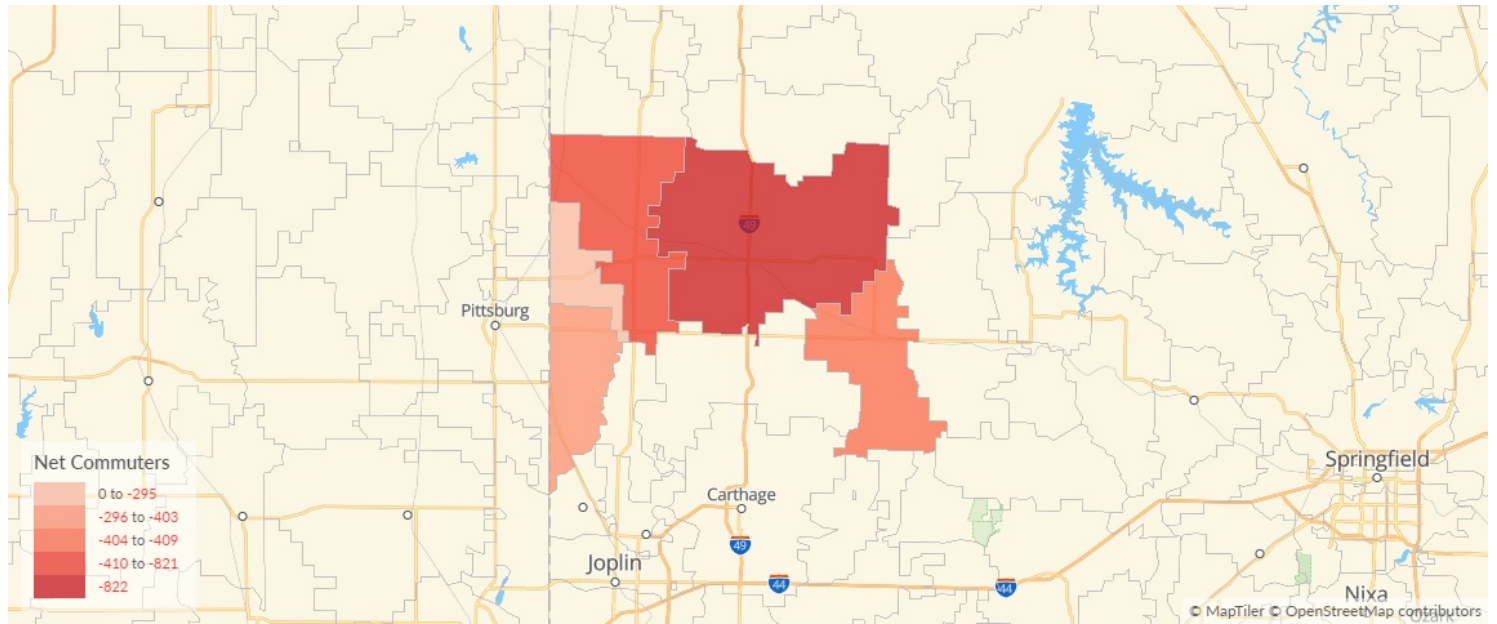 49
Pittsburg
Net Commuters
0 to -295
-296 to -403
-404 to -409
-410 to -821
-822
Springfield
Carthage
49
Joplin
44
44
Nixa
© MapTiler © OpenStreetMap contributors
Ozark